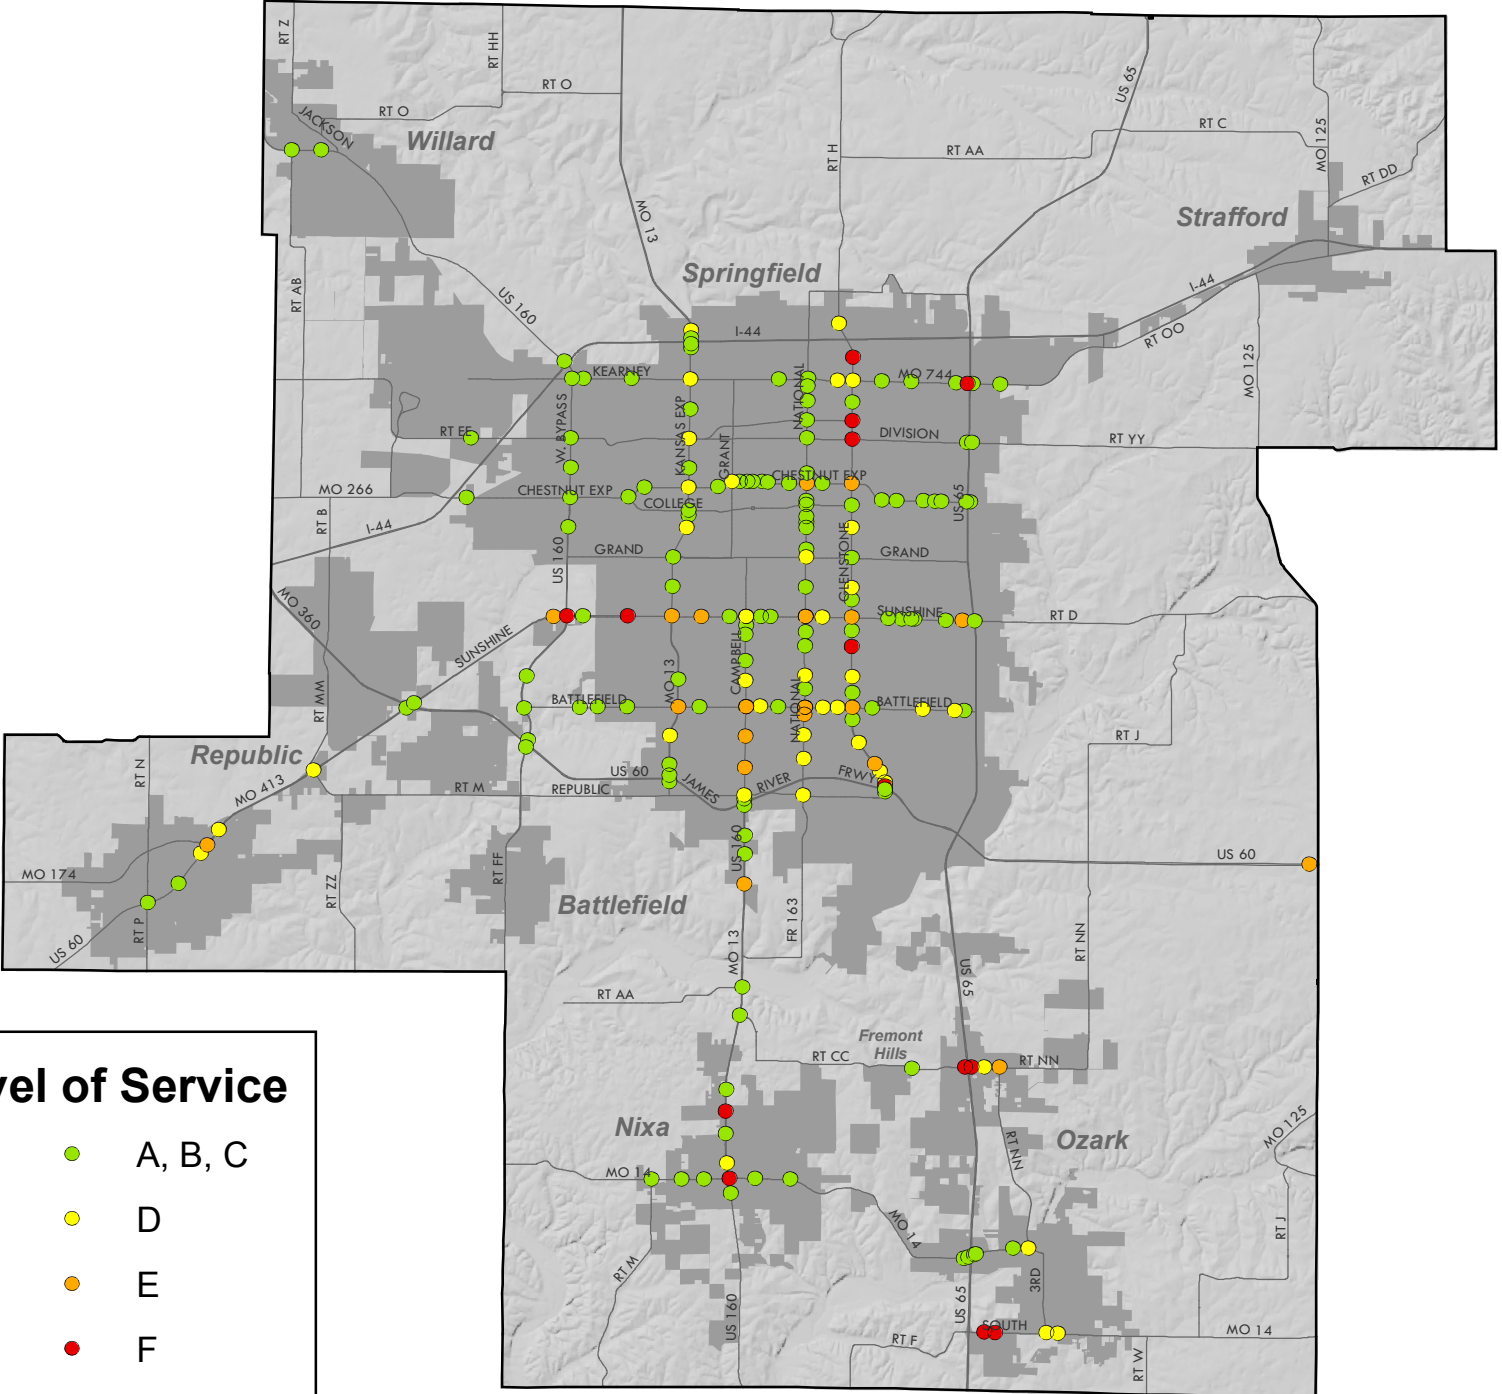 RT Z
RT HH
RT O
RT O
JACKSON
Willard
MO 13
RT H
RT AA
US 65
RT C
MO 125
RT DD
Strafford
Springfield
RT AB
US 160
I-44
I-44
RT OO
MO 125
KEARNEY
NATIONAL
MO 744
RT EE
W. BYPASS
KANSAS EXP
GRANT
DIVISION
RT YY
MO 266
CHESTNUT EXP
CHESTNUT EXP
COLLEGE
US 65
RT B
I-44
US 160
GRAND
GLENSTONE
GRAND
MO 360
SUNSHINE
SUNSHINE
RT D
RT MM
BATTLEFIELD
MO 13
CAMPBELL
NATIONAL
BATTLEFIELD
RT J
Republic
RT N
MO 413
RT M
US 60
REPUBLIC
JAMES
RIVER
FRWY
US 160
US 60
MO 174
RT ZZ
RT FF
Battlefield
RT P
US 60
FR 163
MO 13
RT NN
US 65
RT AA
Fremont
Hills
RT CC
RT NN
vel of Service
A, B, C
D
E
F
Nixa
Ozark
MO 125
RT NN
MO 14
MO 14
RT M
US 160
RT J
3RD
US 65
SOUTH
RT F
MO 14
RT W